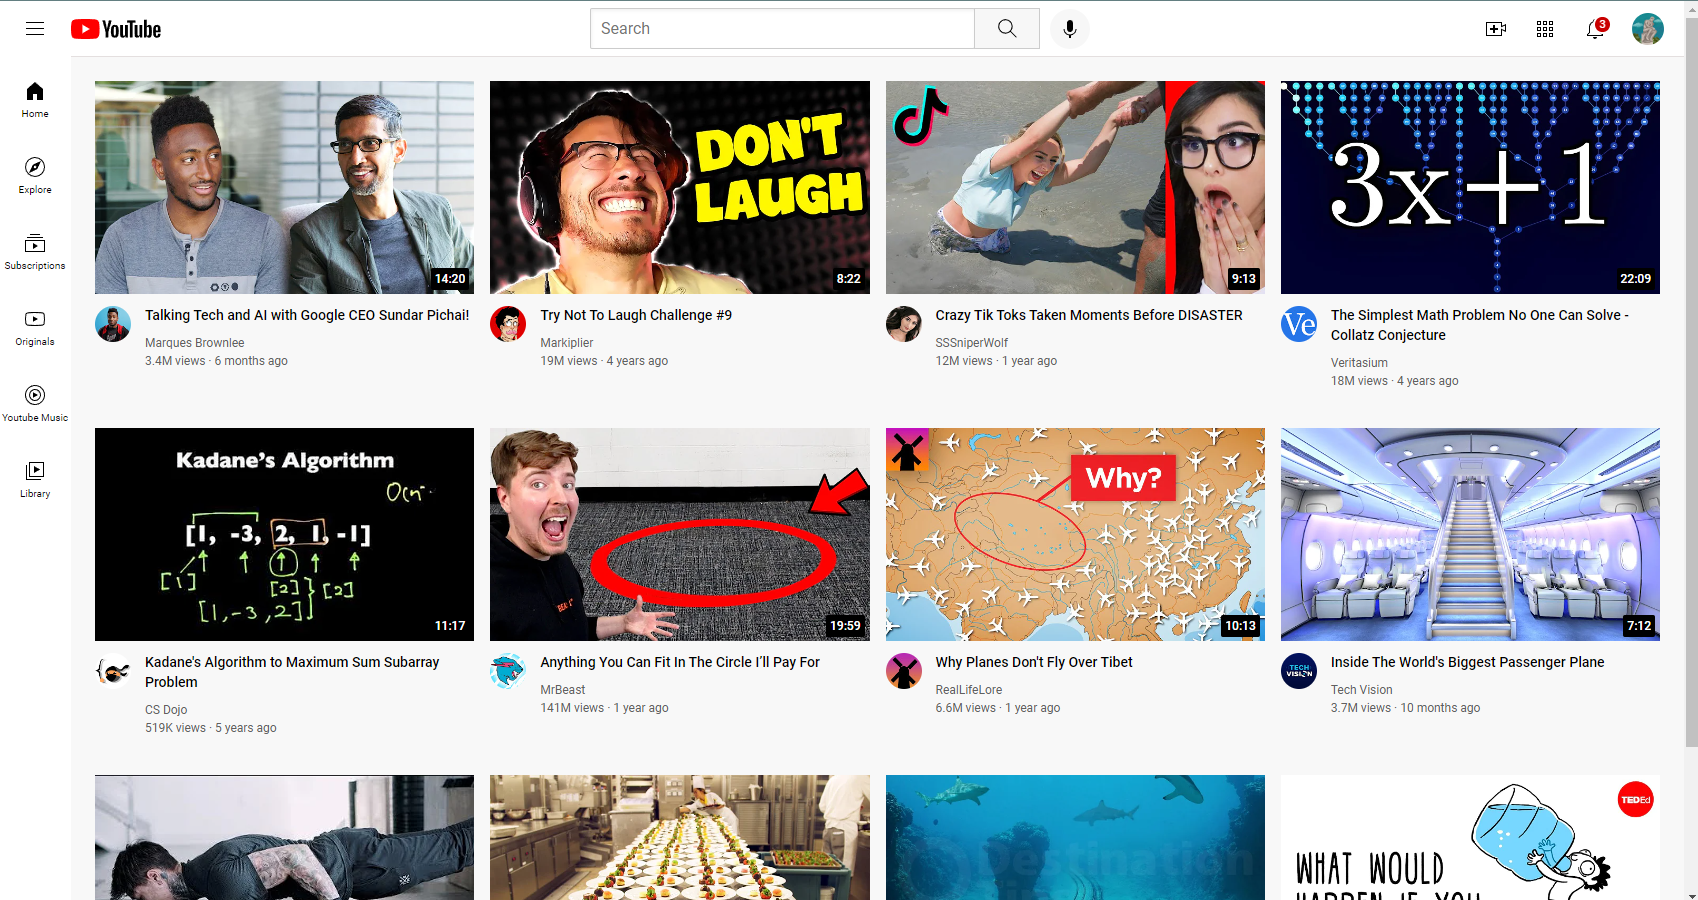 YouTube
Search
3
Home
Explore
Subscriptions
Originals
Youtube Music
Library
14:20
Talking Tech and AI with Google CEO Sundar Pichai!
Marques Brownlee
3.4M views · 6 months ago
DON'T
LAUGH
8:22
Try Not To Laugh Challenge #9
Markiplier
19M views · 4 years ago
9:13
Crazy Tik Toks Taken Moments Before DISASTER
SSSniperWolf
12M views · 1 year ago
3x+1
22:09
Ve
The Simplest Math Problem No One Can Solve -
Collatz Conjecture
Veritasium
18M views · 4 years ago
Kadane's Algorithm
[1, -3, 2, 1, -1]
[1]
[2]
[2]
[1,-3,2]
11:17
Kadane's Algorithm to Maximum Sum Subarray
Problem
CS Dojo
519K views · 5 years ago
19:59
Anything You Can Fit In The Circle I’ll Pay For
MrBeast
141M views · 1 year ago
Why?
10:13
Why Planes Don't Fly Over Tibet
RealLifeLore
6.6M views · 1 year ago
7:12
TECH-
VISION
Inside The World's Biggest Passenger Plane
Tech Vision
3.7M views · 10 months ago
TEDEd
WHAT WOULD
HAPPEN IF YOU